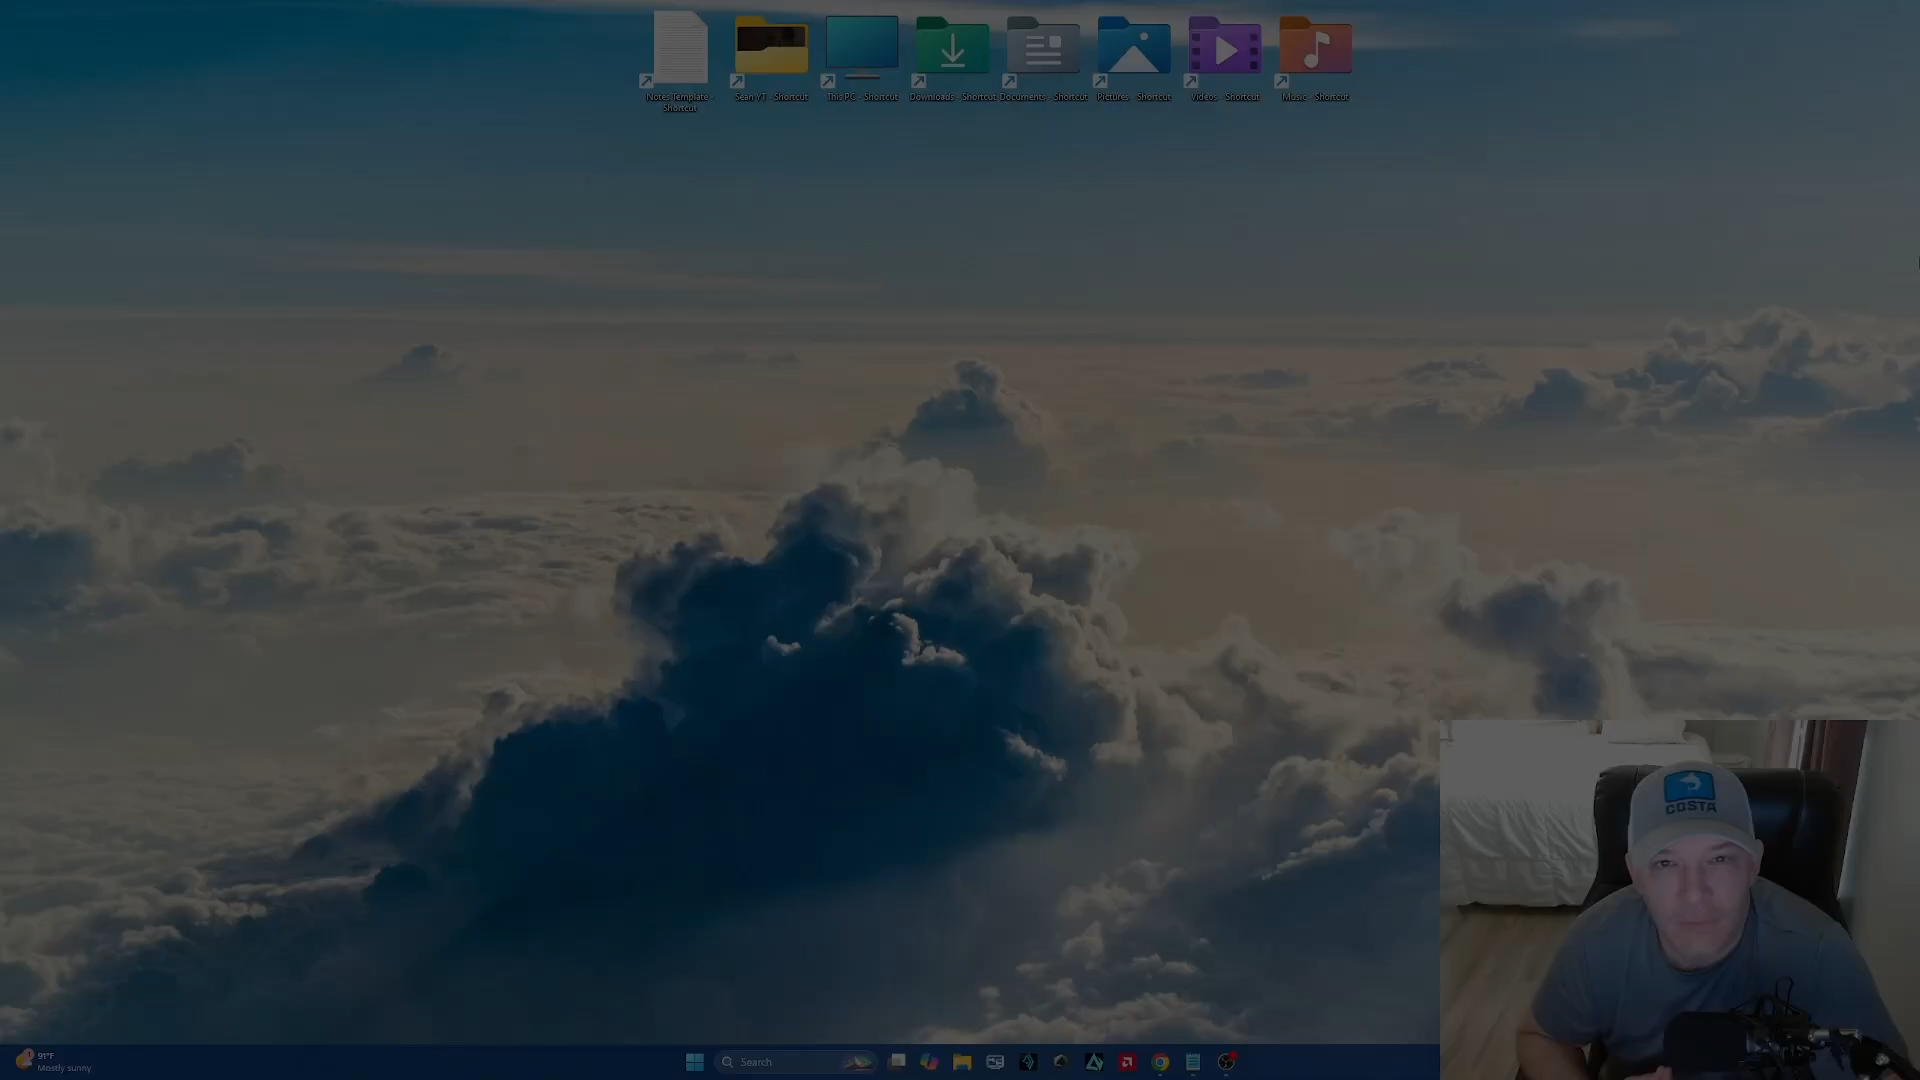 Notes Template - Shortcut
Sean YT - Shortcut
This PC - Shortcut
Downloads - Shortcut
Documents - Shortcut
Pictures - Shortcut
Videos - Shortcut
Music - Shortcut
COSTA
91°F
Mostly sunny
Search